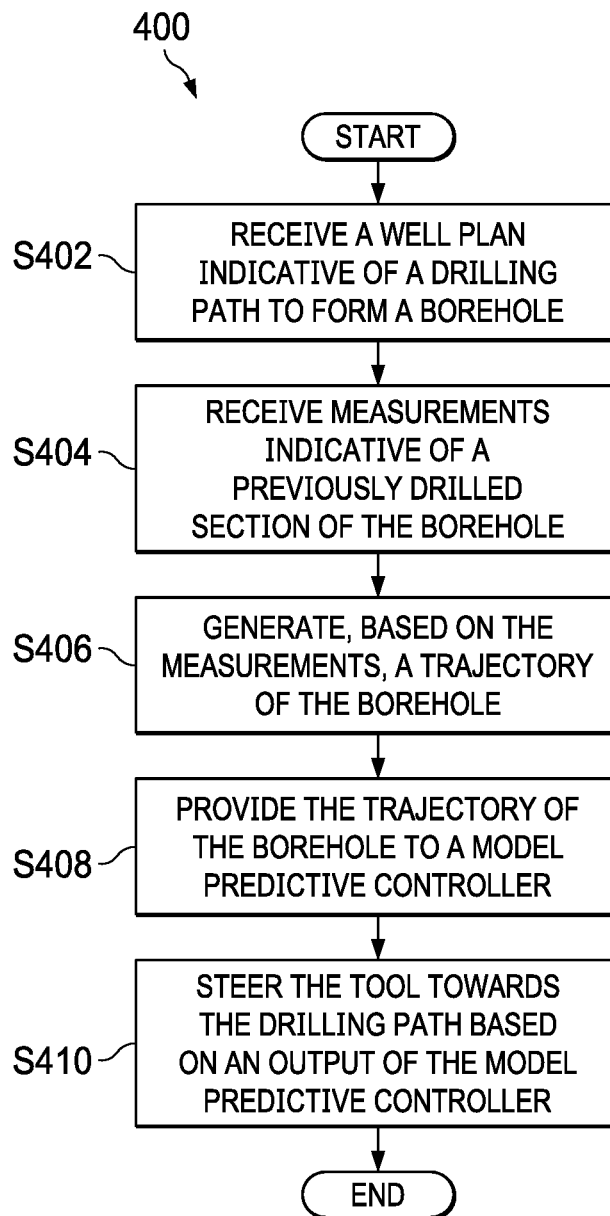 400
START
S402
RECEIVE A WELL PLAN
INDICATIVE OF A DRILLING
PATH TO FORM A BOREHOLE
S404
RECEIVE MEASUREMENTS
INDICATIVE OF A
PREVIOUSLY DRILLED
SECTION OF THE BOREHOLE
S406
GENERATE, BASED ON THE
MEASUREMENTS, A TRAJECTORY
OF THE BOREHOLE
S408
PROVIDE THE TRAJECTORY OF
THE BOREHOLE TO A MODEL
PREDICTIVE CONTROLLER
S410
STEER THE TOOL TOWARDS
THE DRILLING PATH BASED
ON AN OUTPUT OF THE MODEL
PREDICTIVE CONTROLLER
END